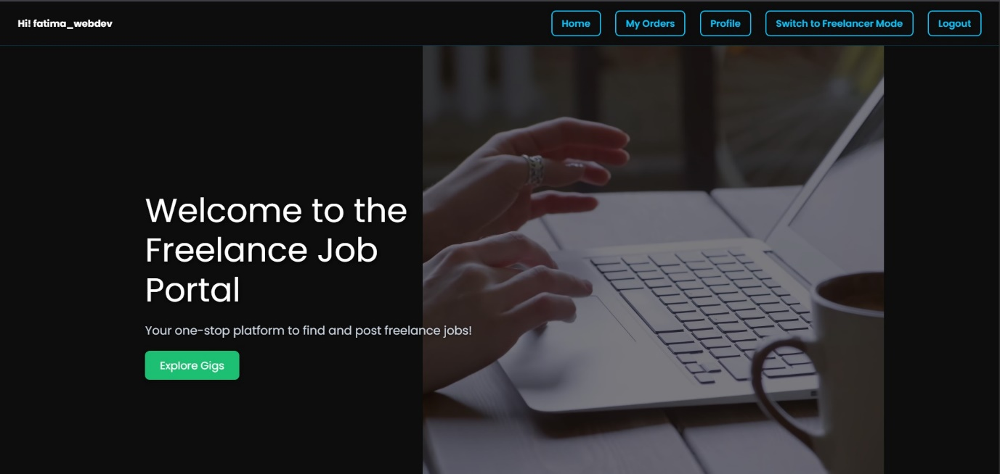 Hi! fatima_webdev
Home
My Orders
Profile
Switch to Freelancer Mode
Logout
Welcome to the
Freelance Job
Portal
Your one-stop platform to find and post freelance jobs!
Explore Gigs